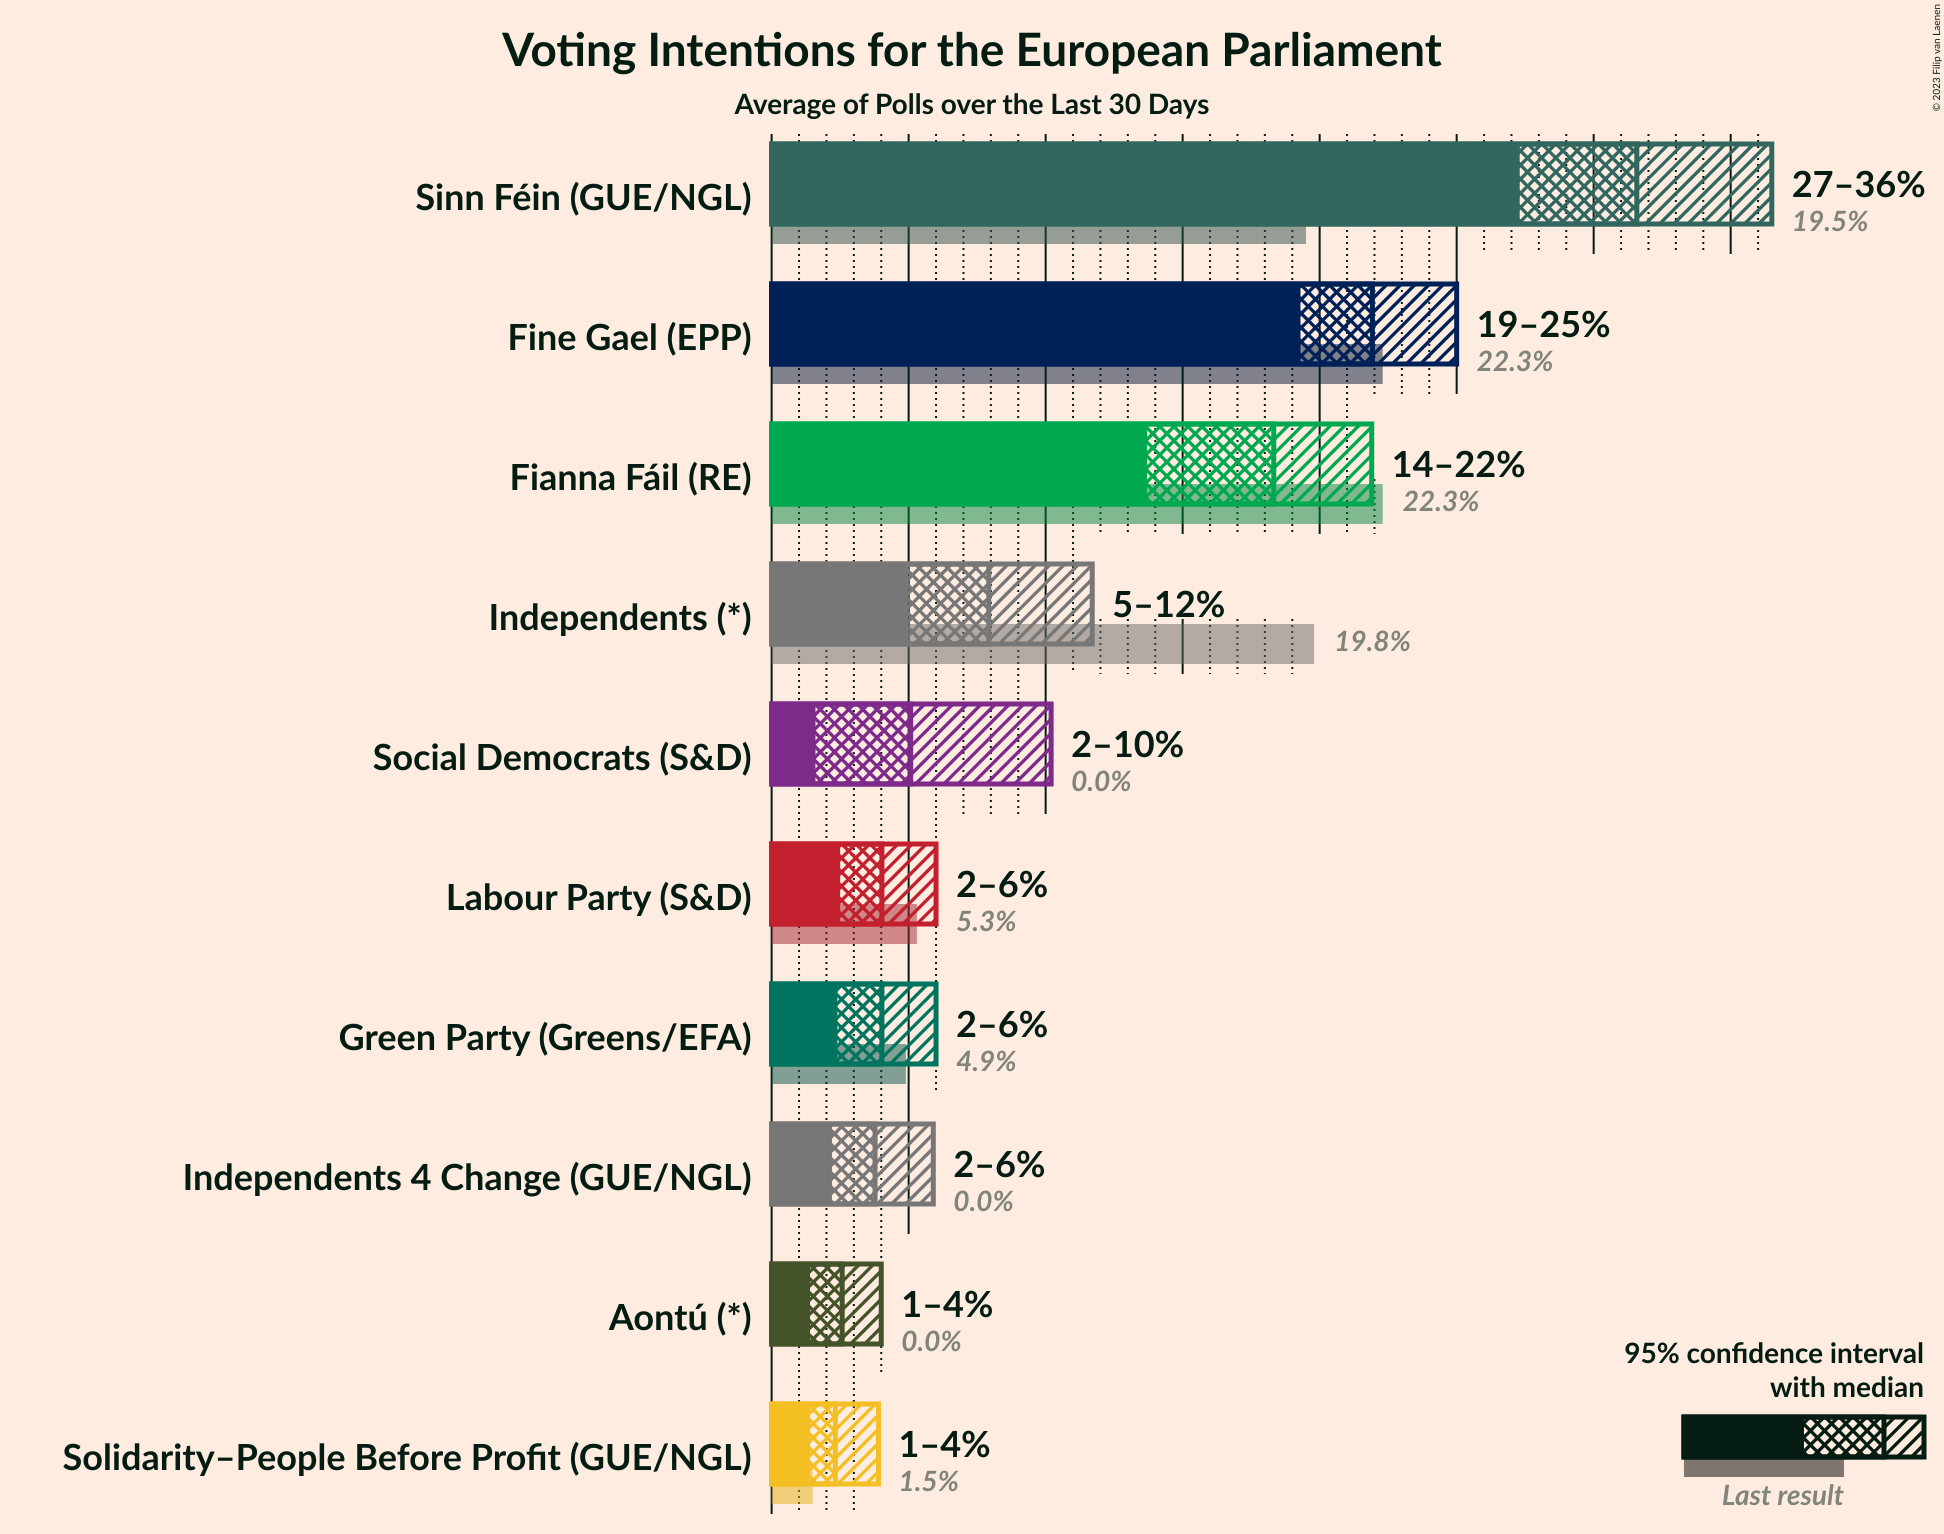 © 2023 Filip van Laenen
Voting Intentions for the European Parliament
Average of Polls over the Last 30 Days
Sinn Féin (GUE/NGL)
27–36%
19.5%
Fine Gael (EPP)
19–25%
22.3%
Fianna Fáil (RE)
14–22%
22.3%
Independents (*)
5–12%
19.8%
Social Democrats (S&D)
2–10%
0.0%
Labour Party (S&D)
2–6%
5.3%
Green Party (Greens/EFA)
2–6%
4.9%
Independents 4 Change (GUE/NGL)
2–6%
0.0%
Aontú (*)
1–4%
0.0%
Solidarity–People Before Profit (GUE/NGL)
1–4%
1.5%
95% confidence interval
with median
Last result